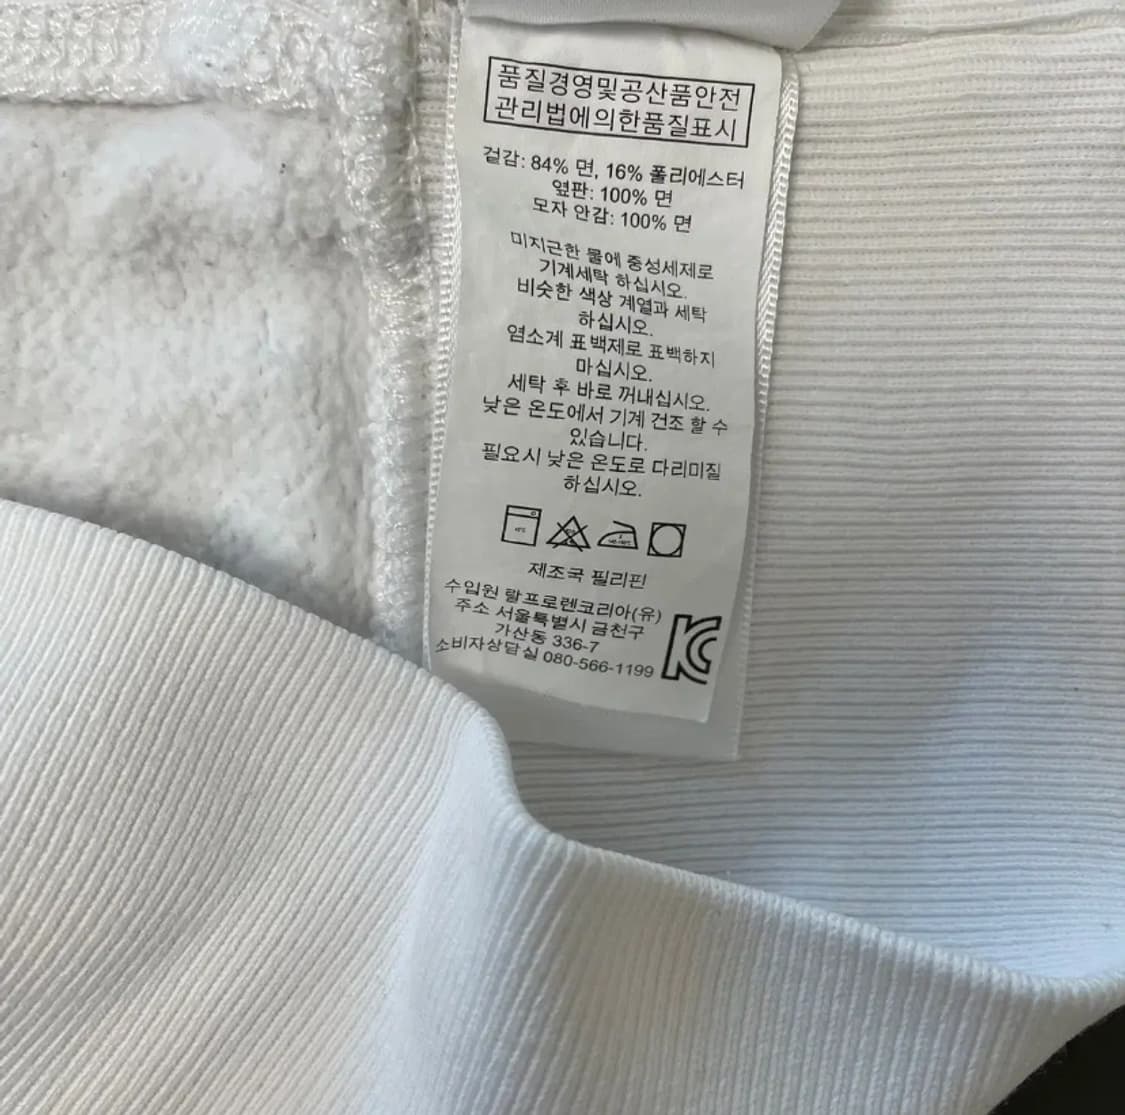 품질경영및공산품안전
관리법에의한품질표시
겉감: 84% 면, 16% 폴리에스터
옆판: 100% 면
모자 안감: 100% 면
미지근한 물에 중성세제로
기계세탁 하십시오.
비슷한 색상 계열과 세탁
하십시오.
염소계 표백제로 표백하지
마십시오.
세탁 후 바로 꺼내십시오.
낮은 온도에서 기계 건조 할 수
있습니다.
필요시 낮은 온도로 다리미질
하십시오.
제조국 필리핀
수입원 랄프로렌코리아(유)
주소 서울특별시 금천구
가산동 336-7
소비자상담실 080-566-1199